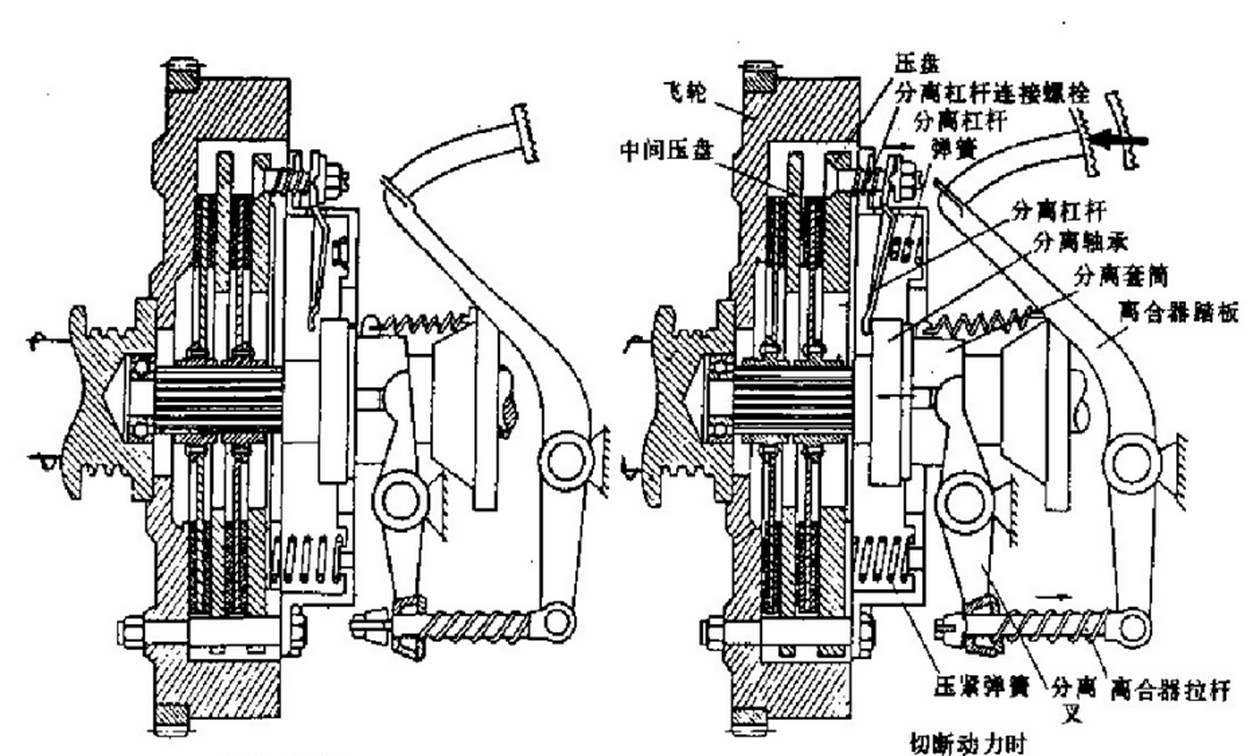 压盘
飞轮
分离杠杆连接螺栓
分离杠杆
弹簧
中间压盘
分离杠杆
分离轴承
分离套筒
离合器踏板
压紧弹簧
分离叉
离合器拉杆
切断动力时